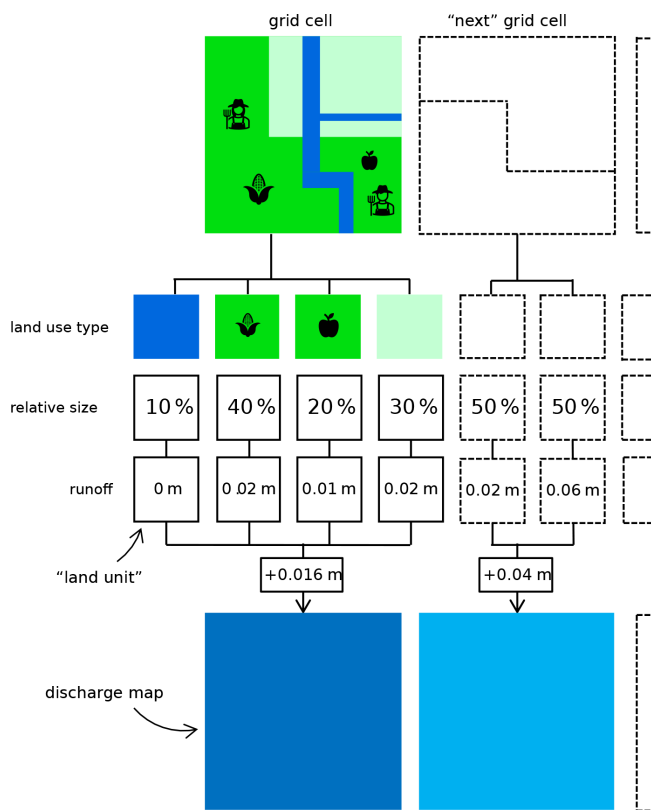 grid cell
“next” grid cell
land use type
relative size
10 %
40 %
20 %
30 %
50 %
50 %
runoff
0 m
0.02 m
0.01 m
0.02 m
0.02 m
0.06 m
“land unit”
+0.016 m
+0.04 m
discharge map